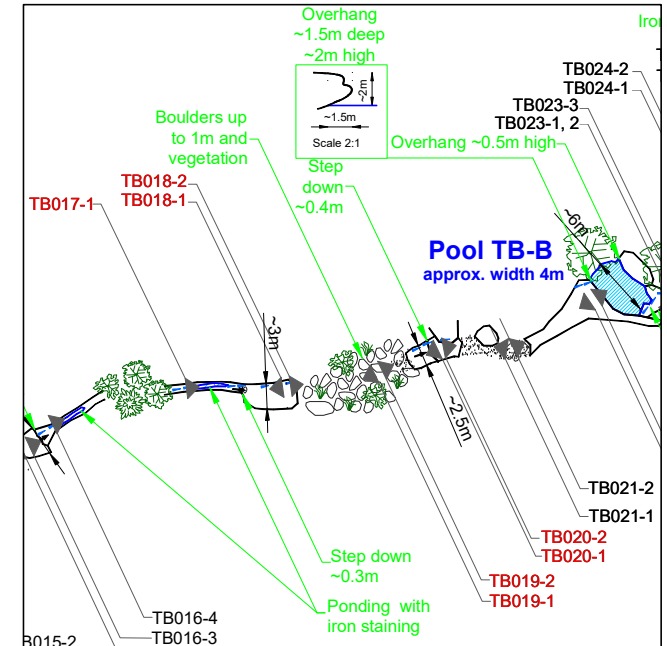 Overhang
~1.5m deep
~2m high
Iro
TB024-2
TB024-1
TB023-3
TB023-1, 2
~2m
~1.5m
Scale 2:1
Boulders up
to 1m and
vegetation
Overhang ~0.5m high
Step
down
~0.4m
TB018-2
TB018-1
TB017-1
~6m
Pool TB-B
approx. width 4m
~3m
~2.5m
TB021-2
TB021-1
TB020-2
TB020-1
Step down
~0.3m
TB019-2
TB019-1
Ponding with
iron staining
TB016-4
TB016-3
B015-2